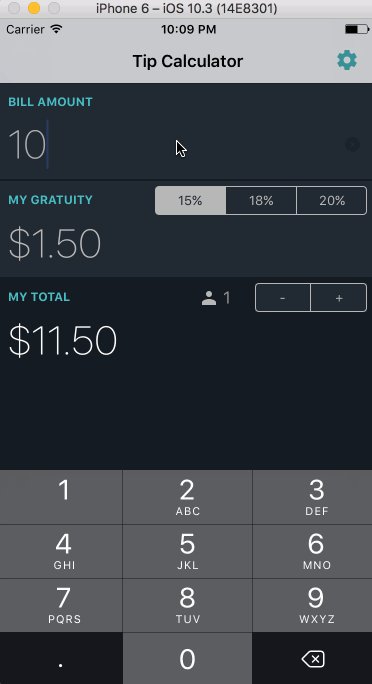 iPhone 6 – iOS 10.3 (14E8301)
Carrier 10:09 PM
Tip Calculator
BILL AMOUNT
10
MY GRATUITY 15% 18% 20%
$1.50
MY TOTAL 1 - +
$11.50
1 2 3
ABC DEF
4 5 6
GHI JKL MNO
7 8 9
PQRS TUV WXYZ
. 0